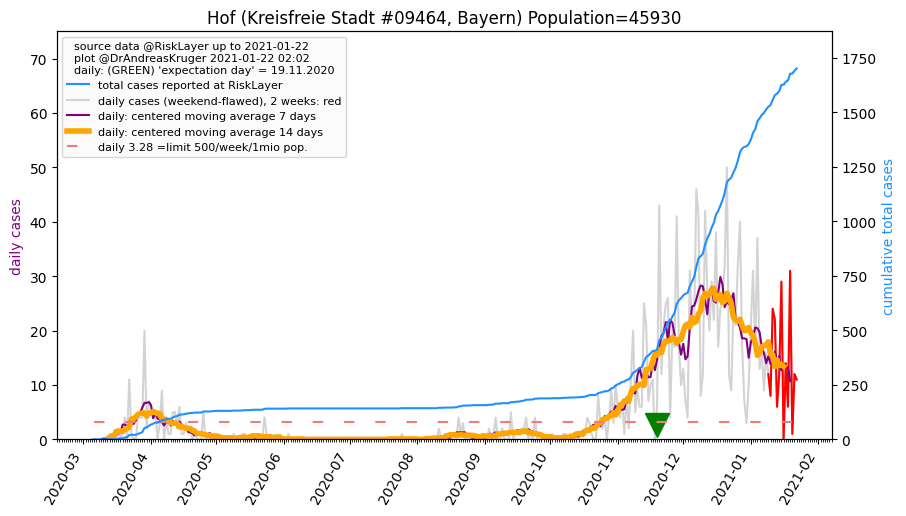 Hof (Kreisfreie Stadt #09464, Bayern) Population=45930
source data @RiskLayer up to 2021-01-22
plot @DrAndreasKruger 2021-01-22 02:02
daily: (GREEN) 'expectation day' = 19.11.2020
total cases reported at RiskLayer
daily cases (weekend-flawed), 2 weeks: red
daily: centered moving average 7 days
daily: centered moving average 14 days
daily 3.28 =limit 500/week/1mio pop.
daily cases
70
60
50
40
30
20
10
0
cumulative total cases
1750
1500
1250
1000
750
500
250
0
2020-03
2020-04
2020-05
2020-06
2020-07
2020-08
2020-09
2020-10
2020-11
2020-12
2021-01
2021-02